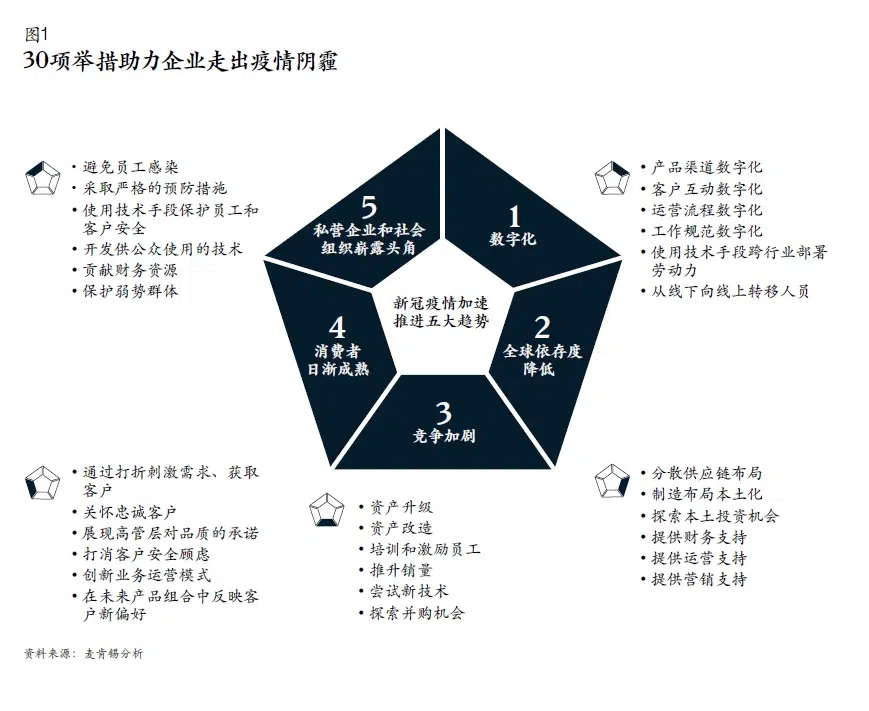 图1
30项举措助力企业走出疫情阴霾
• 避免员工感染
• 采取严格的预防措施
• 使用技术手段保护员工和
客户安全
• 开发供公众使用的技术
• 贡献财务资源
• 保护弱势群体
5
私营企业和社会
组织崭露头角
1
数字化
• 产品渠道数字化
• 客户互动数字化
• 运营流程数字化
• 工作规范数字化
• 使用技术手段跨行业部署
劳动力
• 从线下向线上转移人员
新冠疫情加速
推进五大趋势
4
消费者
日渐成熟
2
全球依存度
降低
3
竞争加剧
• 通过打折刺激需求、获取
客户
• 关怀忠诚客户
• 展现高管层对品质的承诺
• 打消客户安全顾虑
• 创新业务运营模式
• 在未来产品组合中反映客
户新偏好
• 资产升级
• 资产改造
• 培训和激励员工
• 推升销量
• 尝试新技术
• 探索并购机会
• 分散供应链布局
• 制造布局本土化
• 探索本土投资机会
• 提供财务支持
• 提供运营支持
• 提供营销支持
资料来源：麦肯锡分析